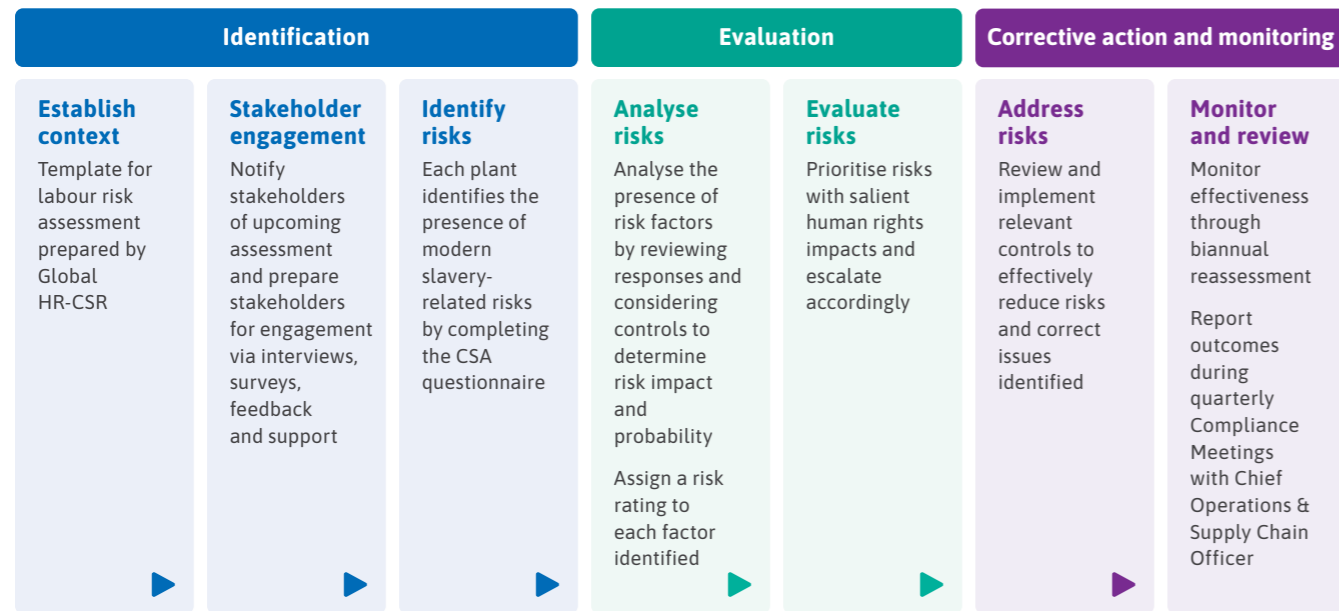 Identification
Evaluation
Corrective action and monitoring
Establish
context
Template for
labour risk
assessment
prepared by
Global
HR-CSR
Stakeholder
engagement
Notify
stakeholders
of upcoming
assessment
and prepare
stakeholders
for engagement
via interviews,
surveys,
feedback
and support
Identify
risks
Each plant
identifies the
presence of
modern
slavery-
related risks
by completing
the CSA
questionnaire
Analyse
risks
Analyse the
presence of
risk factors
by reviewing
responses and
considering
controls to
determine
risk impact
and
probability
Assign a risk
rating to
each factor
identified
Evaluate
risks
Prioritise risks
with salient
human rights
impacts and
escalate
accordingly
Address
risks
Review and
implement
relevant
controls to
effectively
reduce risks
and correct
issues
identified
Monitor
and review
Monitor
effectiveness
through
biannual
reassessment
Report
outcomes
during
quarterly
Compliance
Meetings
with Chief
Operations &
Supply Chain
Officer